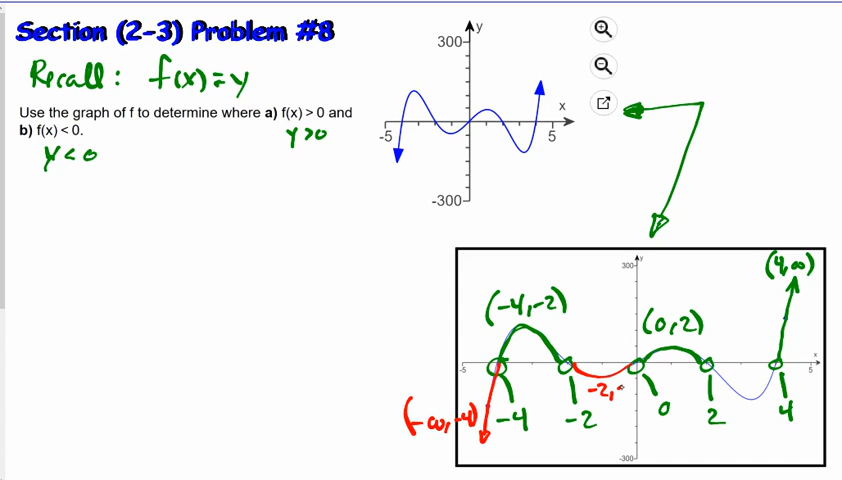 Section (2-3) Problem #8
Recall: f(x)=y
Use the graph of f to determine where a) f(x) > 0 and
b) f(x) < 0.
y>0
y<0
300
y
x
-5
5
-300
y
300
(4,∞)
(-4,-2)
(0,2)
x
-5
5
-2,
(-∞,-4)
-4
-2
0
2
4
-300